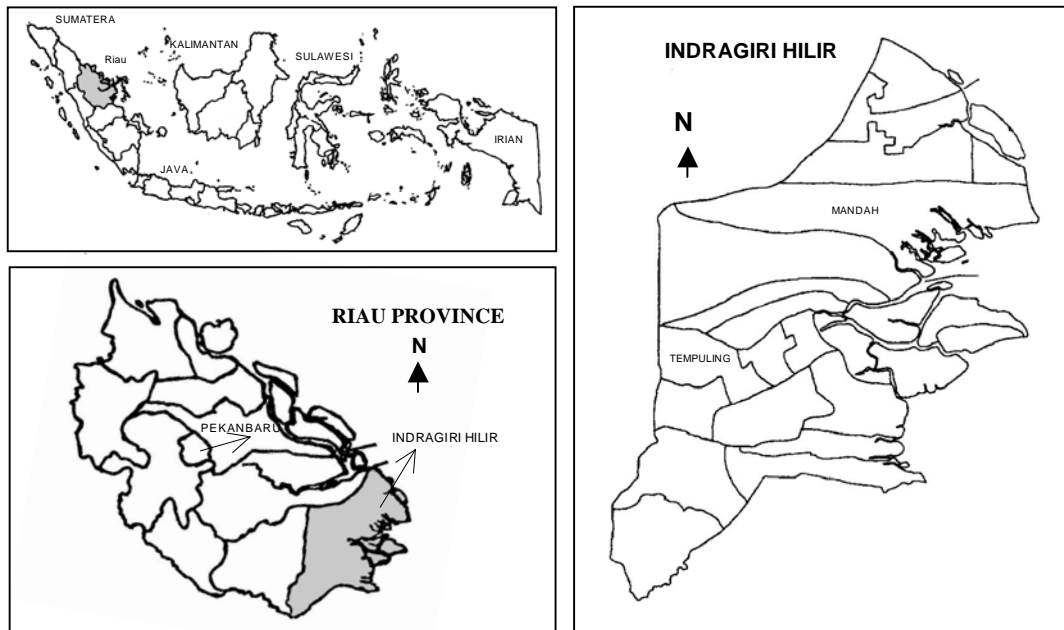 SUMATERA
Riau
KALIMANTAN
SULAWESI
IRIAN
JAVA
RIAU PROVINCE
N
PEKANBARU
INDRAGIRI HILIR
INDRAGIRI HILIR
N
MANDAH
TEMPULING